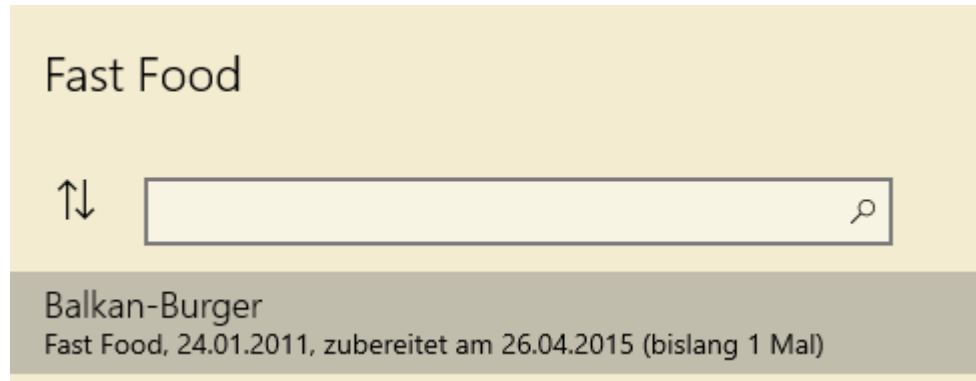 Fast Food
Balkan-Burger
Fast Food, 24.01.2011, zubereitet am 26.04.2015 (bislang 1 Mal)